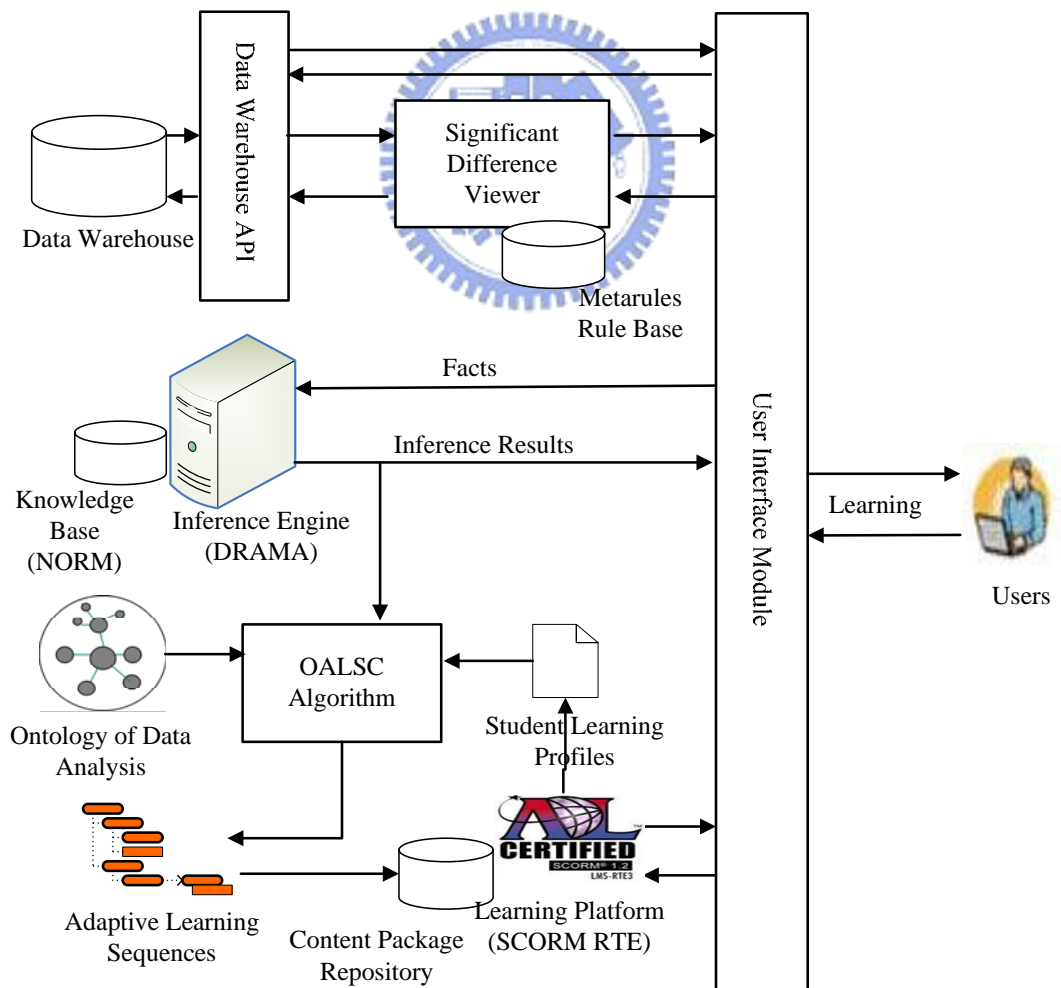 Data Warehouse API
Significant
Difference
Viewer
Data Warehouse
Metarules
Rule Base
User Interface Module
Facts
Inference Results
Knowledge
Base
(NORM)
Inference Engine
(DRAMA)
Learning
Users
OALSC
Algorithm
Ontology of Data
Analysis
Student Learning
Profiles
ADL
TM
CERTIFIED
SCORM® 1.2
LMS-RTE3
Learning Platform
(SCORM RTE)
Adaptive Learning
Sequences
Content Package
Repository